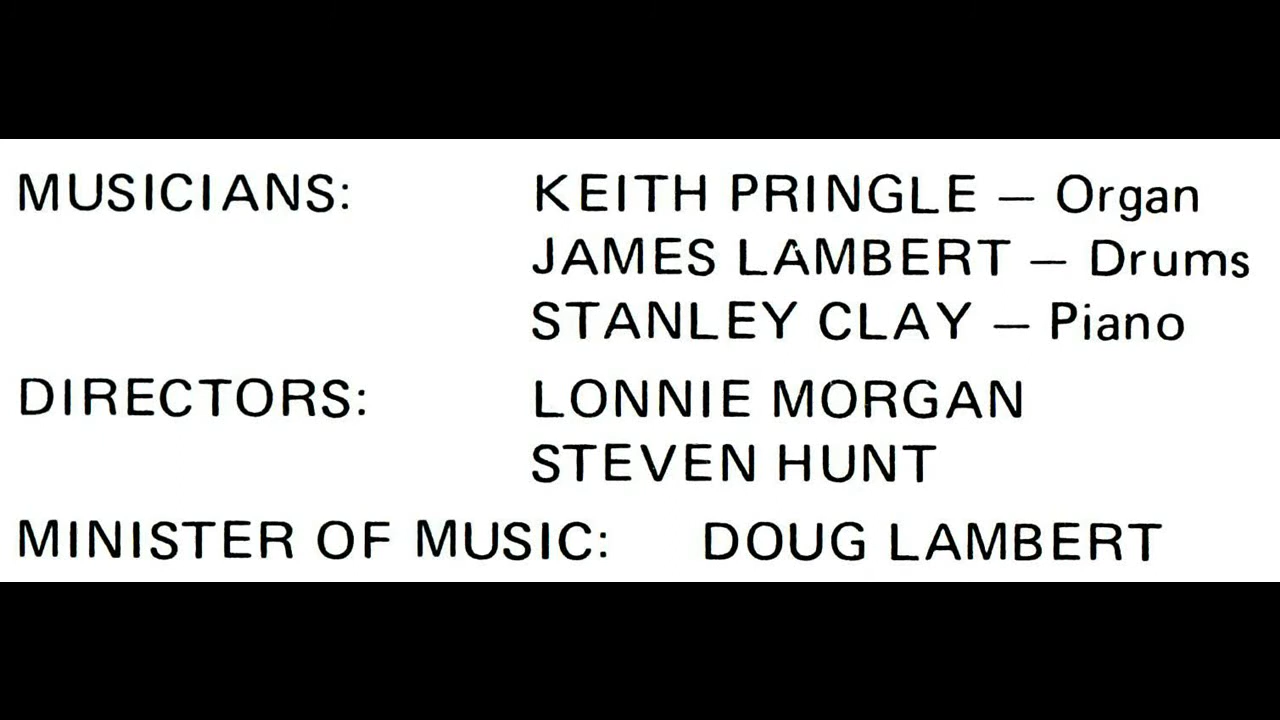 MUSICIANS: KEITH PRINGLE — Organ
JAMES LAMBERT — Drums
STANLEY CLAY — Piano
DIRECTORS: LONNIE MORGAN
STEVEN HUNT
MINISTER OF MUSIC: DOUG LAMBERT